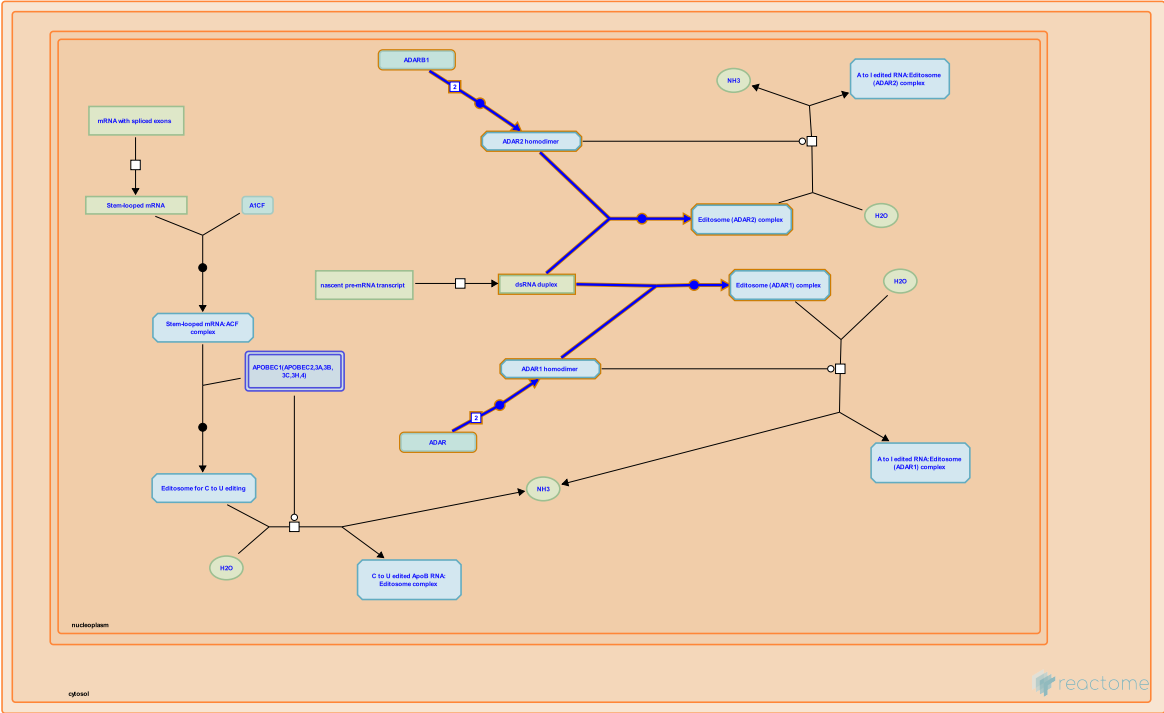 ADARB1
2
NH3
A to I edited RNA:Editosome
(ADAR2) complex
mRNA with spliced exons
ADAR2 homodimer
Stem-looped mRNA
A1CF
Editosome (ADAR2) complex
H2O
nascent pre-mRNA transcript
dsRNA duplex
Editosome (ADAR1) complex
H2O
Stem-looped mRNA:ACF
complex
APOBEC1(APOBEC2,3A,3B,
3C,3H,4)
ADAR1 homodimer
2
ADAR
A to I edited RNA:Editosome
(ADAR1) complex
Editosome for C to U editing
NH3
H2O
C to U edited ApoB RNA:
Editosome complex
nucleoplasm
cytosol
reactome